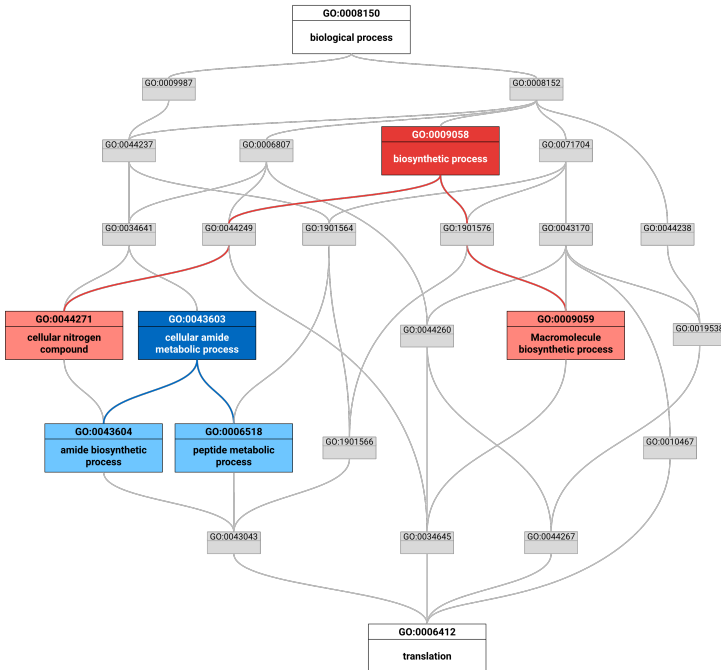 GO:0008150
biological process
GO:0009987
GO:0008152
GO:0044237
GO:0006807
GO:0009058
biosynthetic process
GO:0071704
GO:0034641
GO:0044249
GO:1901564
GO:1901576
GO:0043170
GO:0044238
GO:0044271
cellular nitrogen
compound
GO:0043603
cellular amide
metabolic process
GO:0044260
GO:0009059
Macromolecule
biosynthetic process
GO:0019538
GO:0043604
amide biosynthetic
process
GO:0006518
peptide metabolic
process
GO:1901566
GO:0010467
GO:0043043
GO:0034645
GO:0044267
GO:0006412
translation